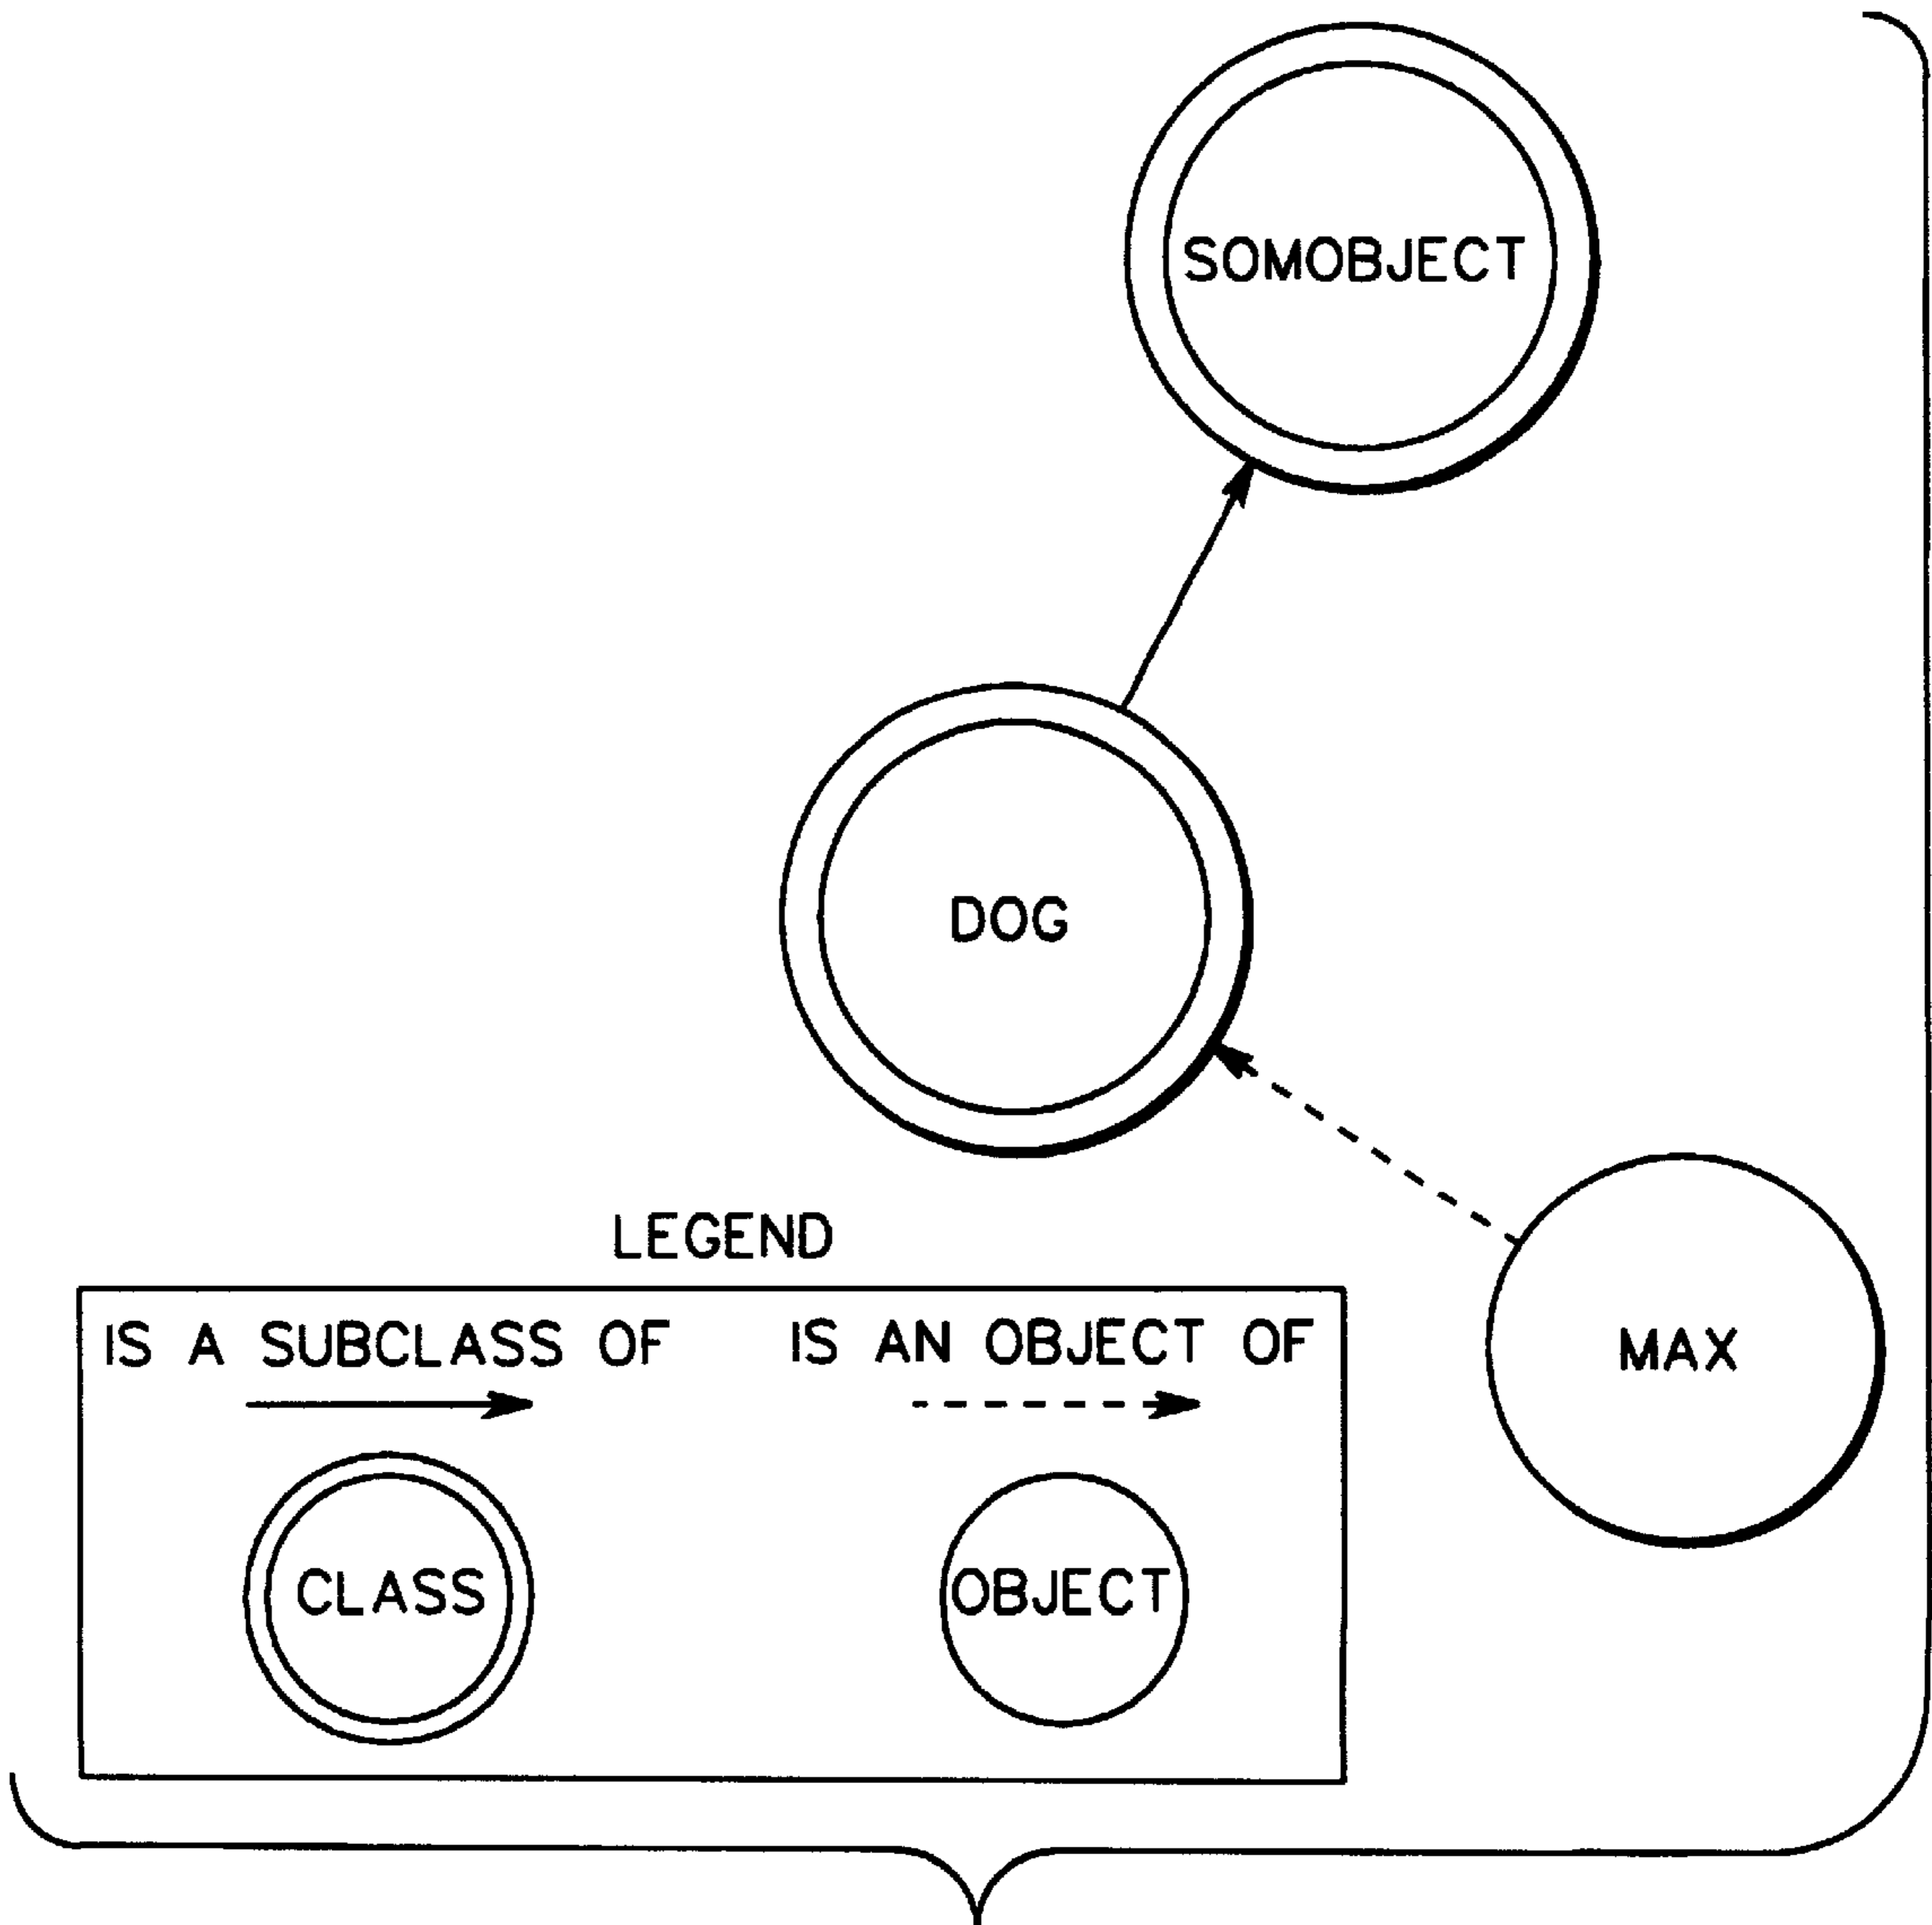 SOMOBJECT
DOG
MAX
LEGEND
IS A SUBCLASS OF IS AN OBJECT OF
CLASS OBJECT